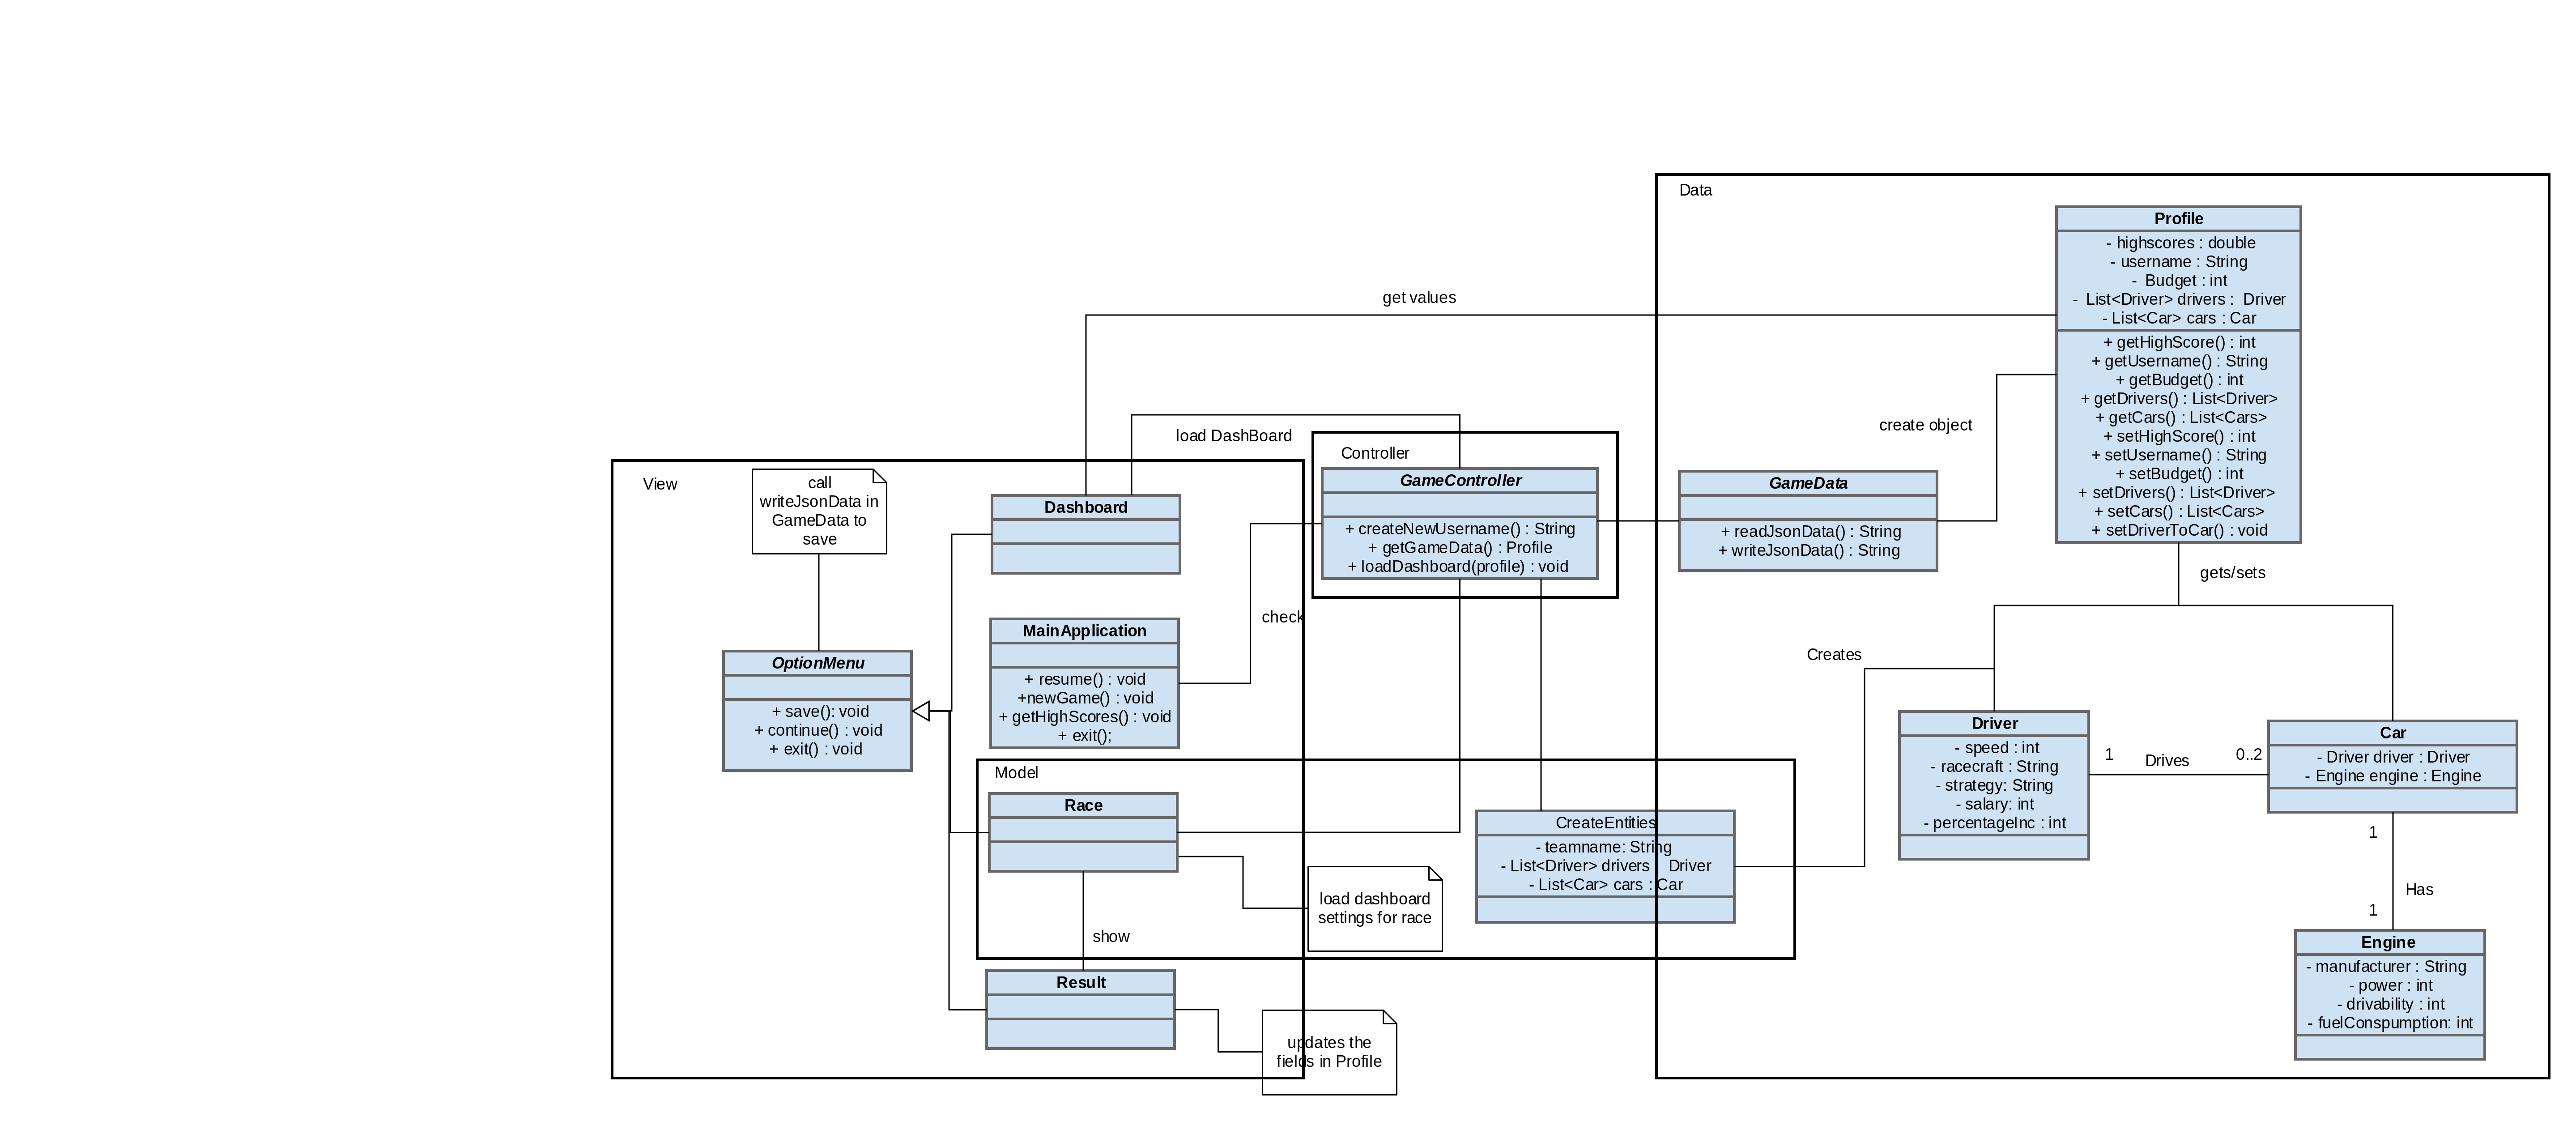 Data
Profile
- highscores : double
- username : String
- Budget : int
- List<Driver> drivers : Driver
- List<Car> cars : Car
+ getHighScore() : int
+ getUsername() : String
+ getBudget() : int
+ getDrivers() : List<Driver>
+ getCars() : List<Cars>
+ setHighScore() : int
+ setUsername() : String
+ setBudget() : int
+ setDrivers() : List<Driver>
+ setCars() : List<Cars>
+ setDriverToCar() : void
get values
create object
load DashBoard
Controller
GameController
+ createNewUsername() : String
+ getGameData() : Profile
+ loadDashboard(profile) : void
GameData
+ readJsonData() : String
+ writeJsonData() : String
View
call
writeJsonData in
GameData to
save
Dashboard
gets/sets
check
MainApplication
+ resume() : void
+newGame() : void
+ getHighScores() : void
+ exit();
OptionMenu
+ save(): void
+ continue() : void
+ exit() : void
Creates
Driver
- speed : int
- racecraft : String
- strategy: String
- salary: int
- percentageInc : int
1
Drives
0..2
Car
- Driver driver : Driver
- Engine engine : Engine
Model
Race
CreateEntities
- teamname: String
- List<Driver> drivers : Driver
- List<Car> cars : Car
load dashboard
settings for race
show
1
Has
1
Engine
- manufacturer : String
- power : int
- drivability : int
- fuelConspumption: int
Result
updates the
fields in Profile